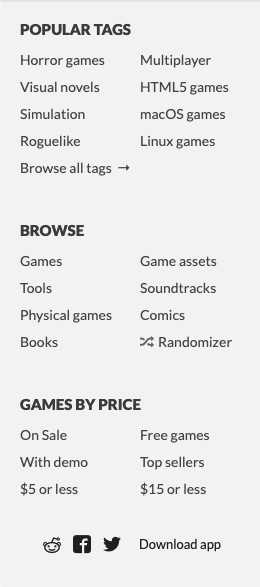 POPULAR TAGS
Horror games Multiplayer
Visual novels HTML5 games
Simulation macOS games
Roguelike Linux games
Browse all tags →
BROWSE
Games Game assets
Tools Soundtracks
Physical games Comics
Books Randomizer
GAMES BY PRICE
On Sale Free games
With demo Top sellers
$5 or less $15 or less
Download app